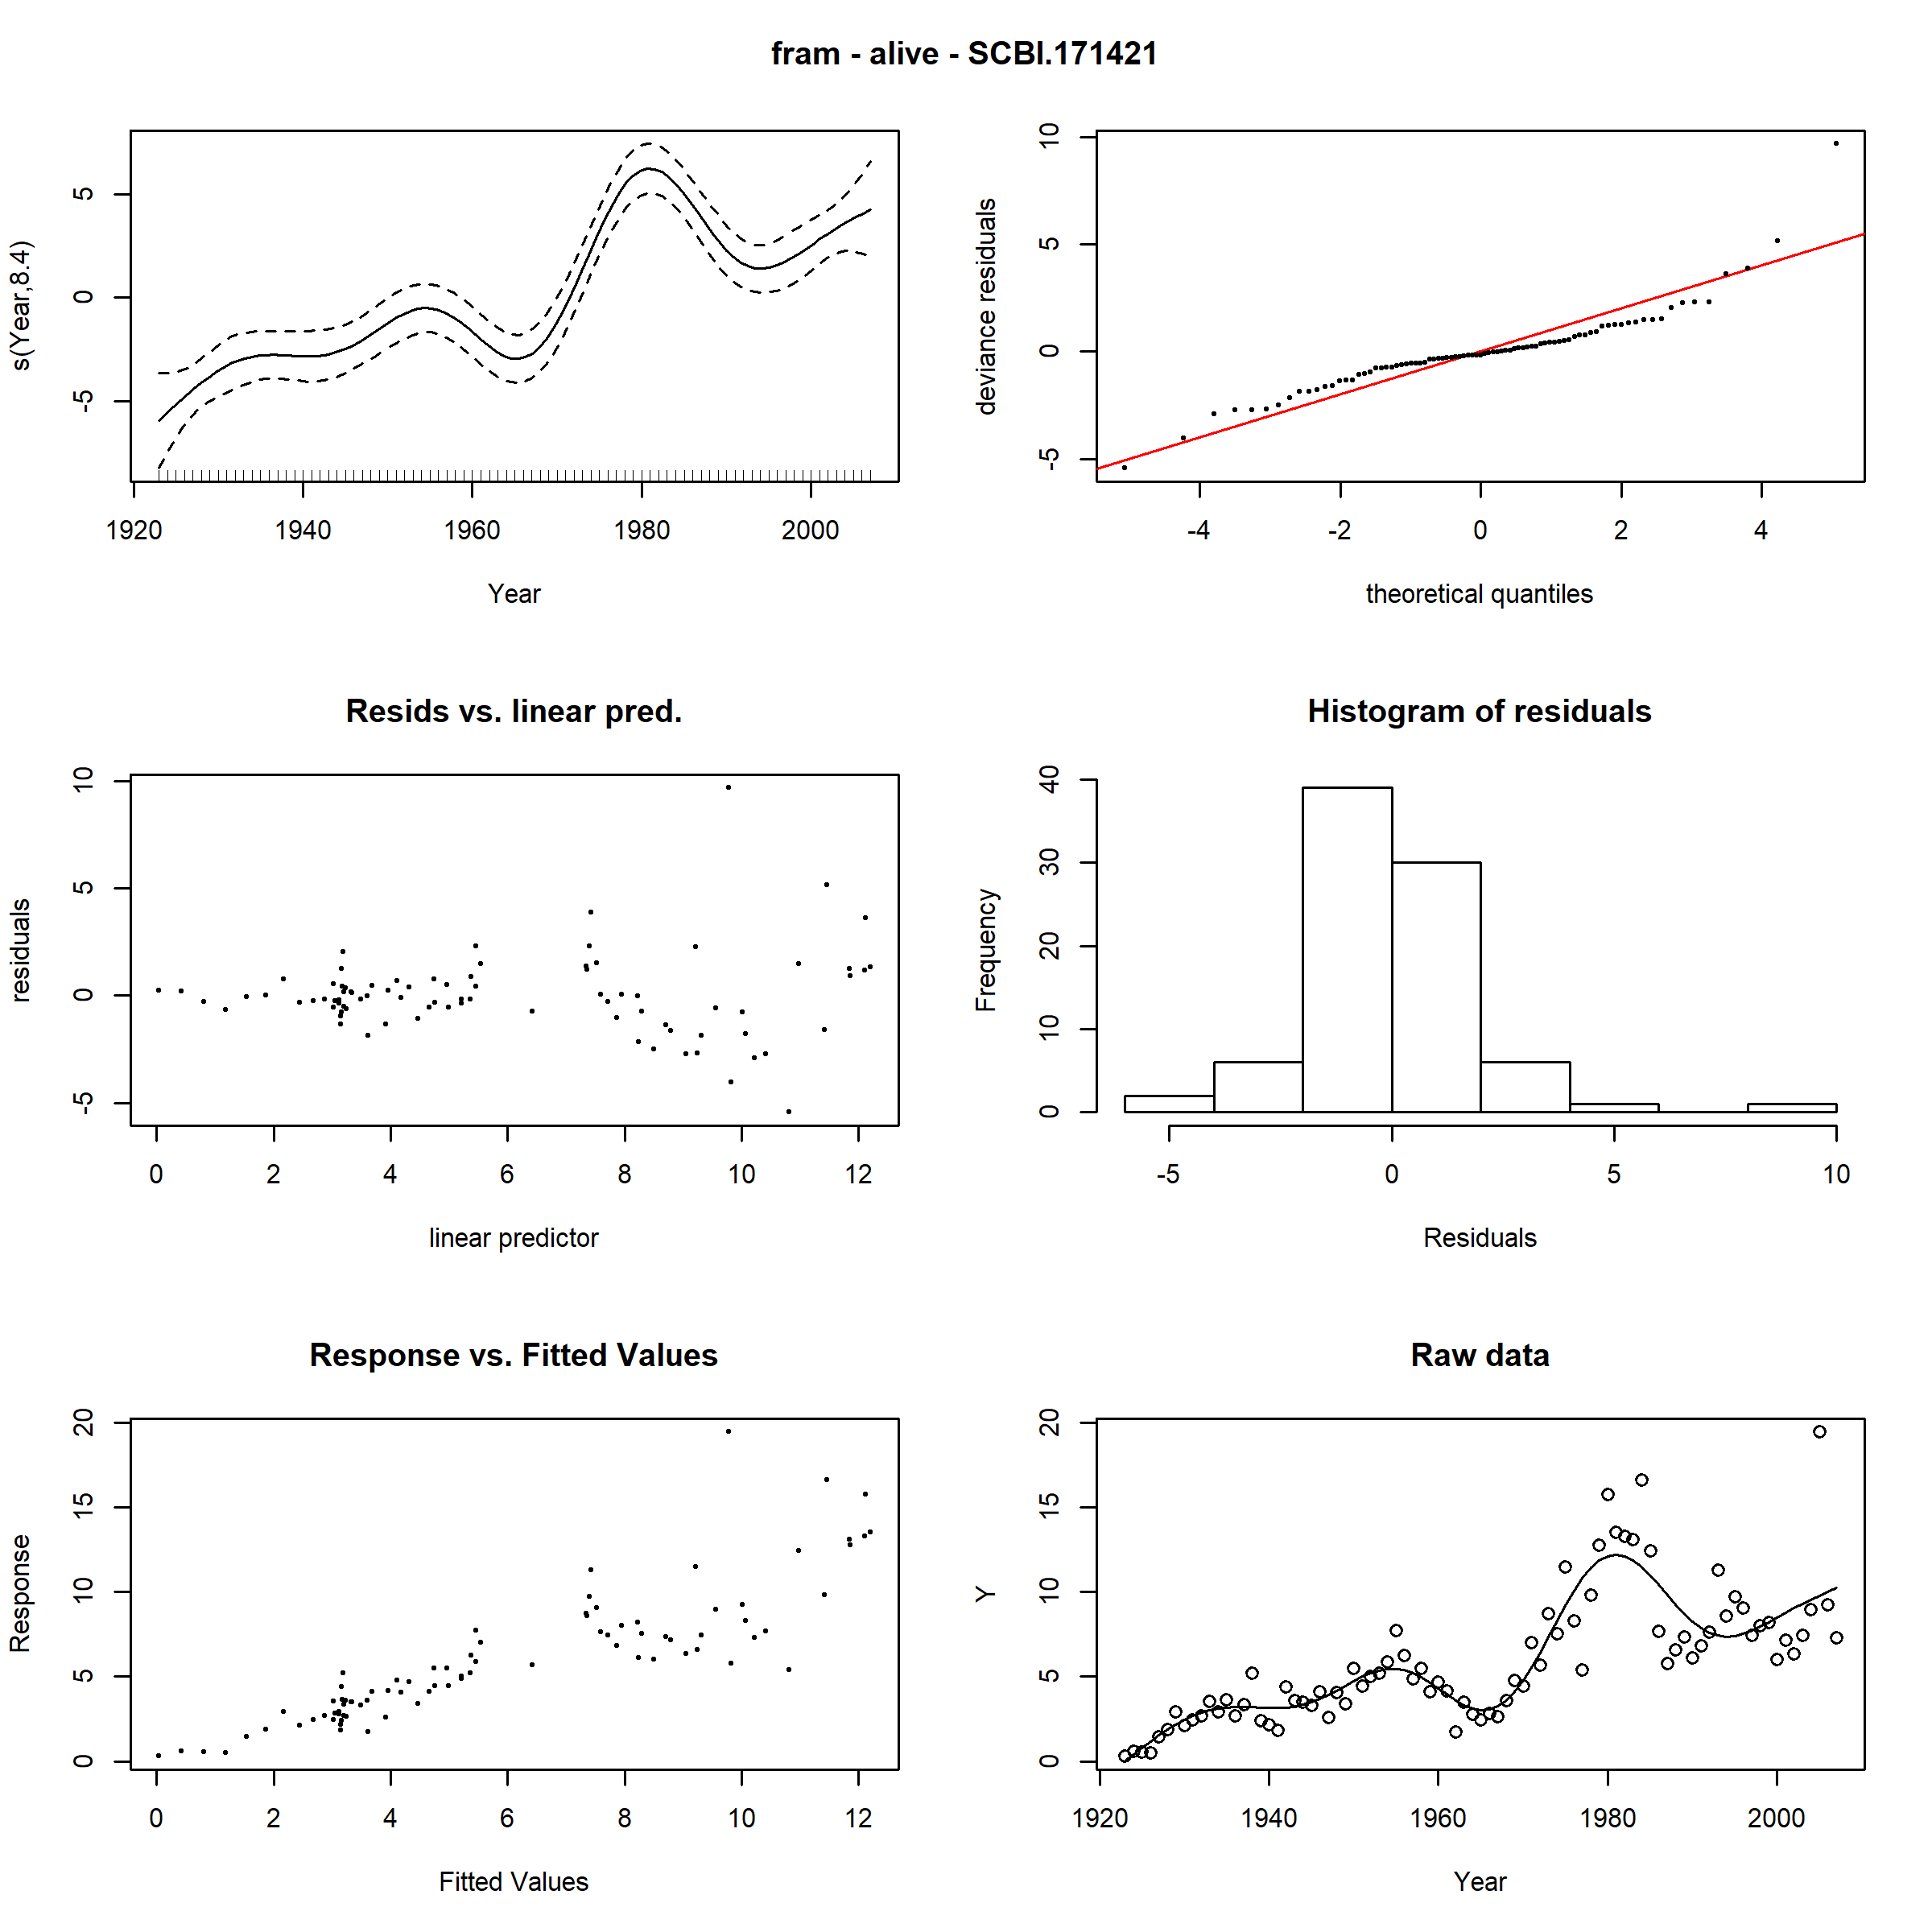 fram - alive - SCBI.171421
s(Year,8.4)
5
0
-5
1920 1940 1960 1980 2000
Year
deviance residuals
10
5
0
-5
-4 -2 0 2 4
theoretical quantiles
Resids vs. linear pred.
residuals
10
5
0
-5
0 2 4 6 8 10 12
linear predictor
Histogram of residuals
Frequency
40
30
20
10
0
-5 0 5 10
Residuals
Response vs. Fitted Values
Response
20
15
10
5
0
0 2 4 6 8 10 12
Fitted Values
Raw data
Y
20
15
10
5
0
1920 1940 1960 1980 2000
Year